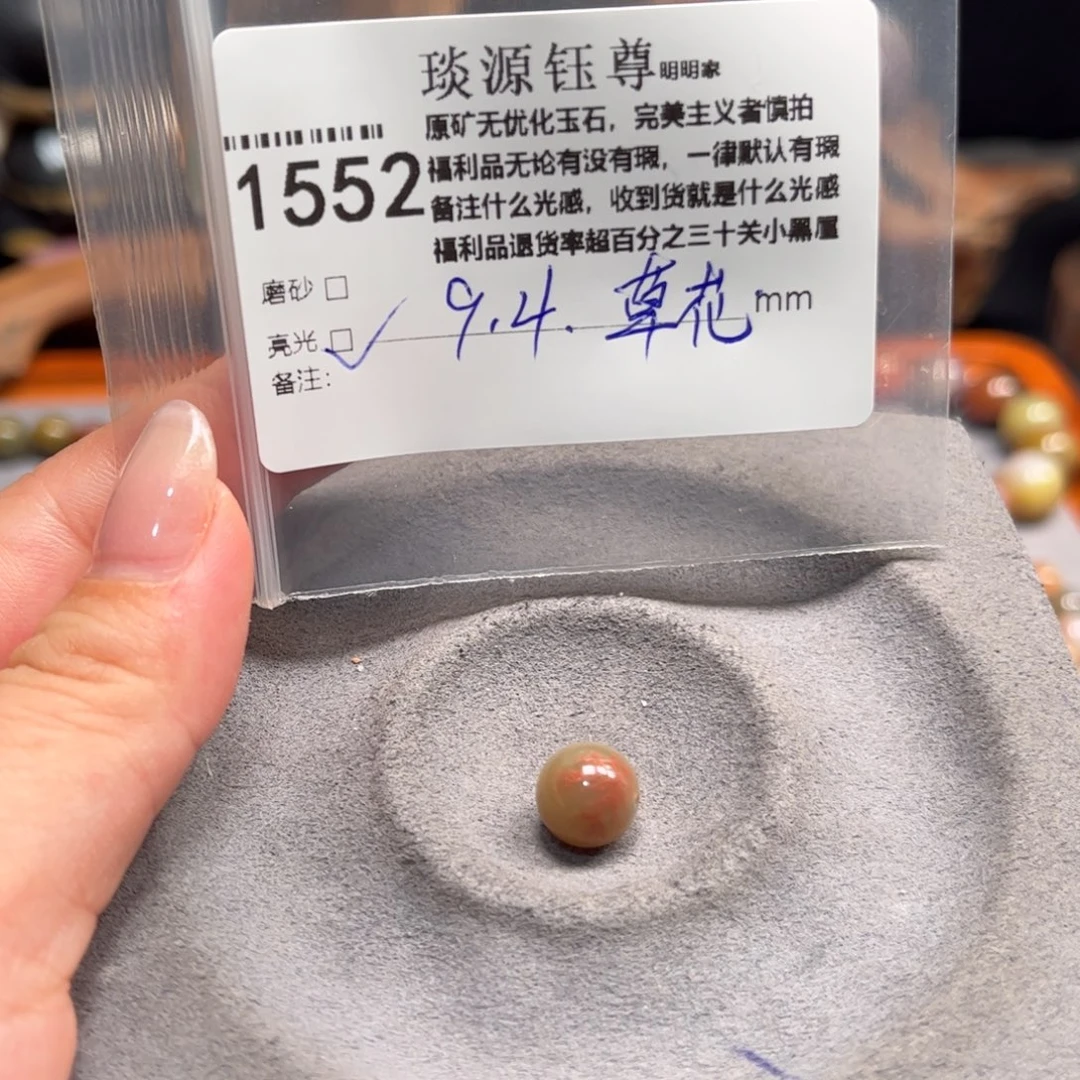 琰源钰尊明明家
原矿无优化玉石，完美主义者慎拍
1552
福利品无论有没有瑕，一律默认有瑕
备注什么光感，收到货就是什么光感
福利品退货率超百分之三十关小黑屋
磨砂 □
亮光 □✓ 9.4. 草花 mm
备注：